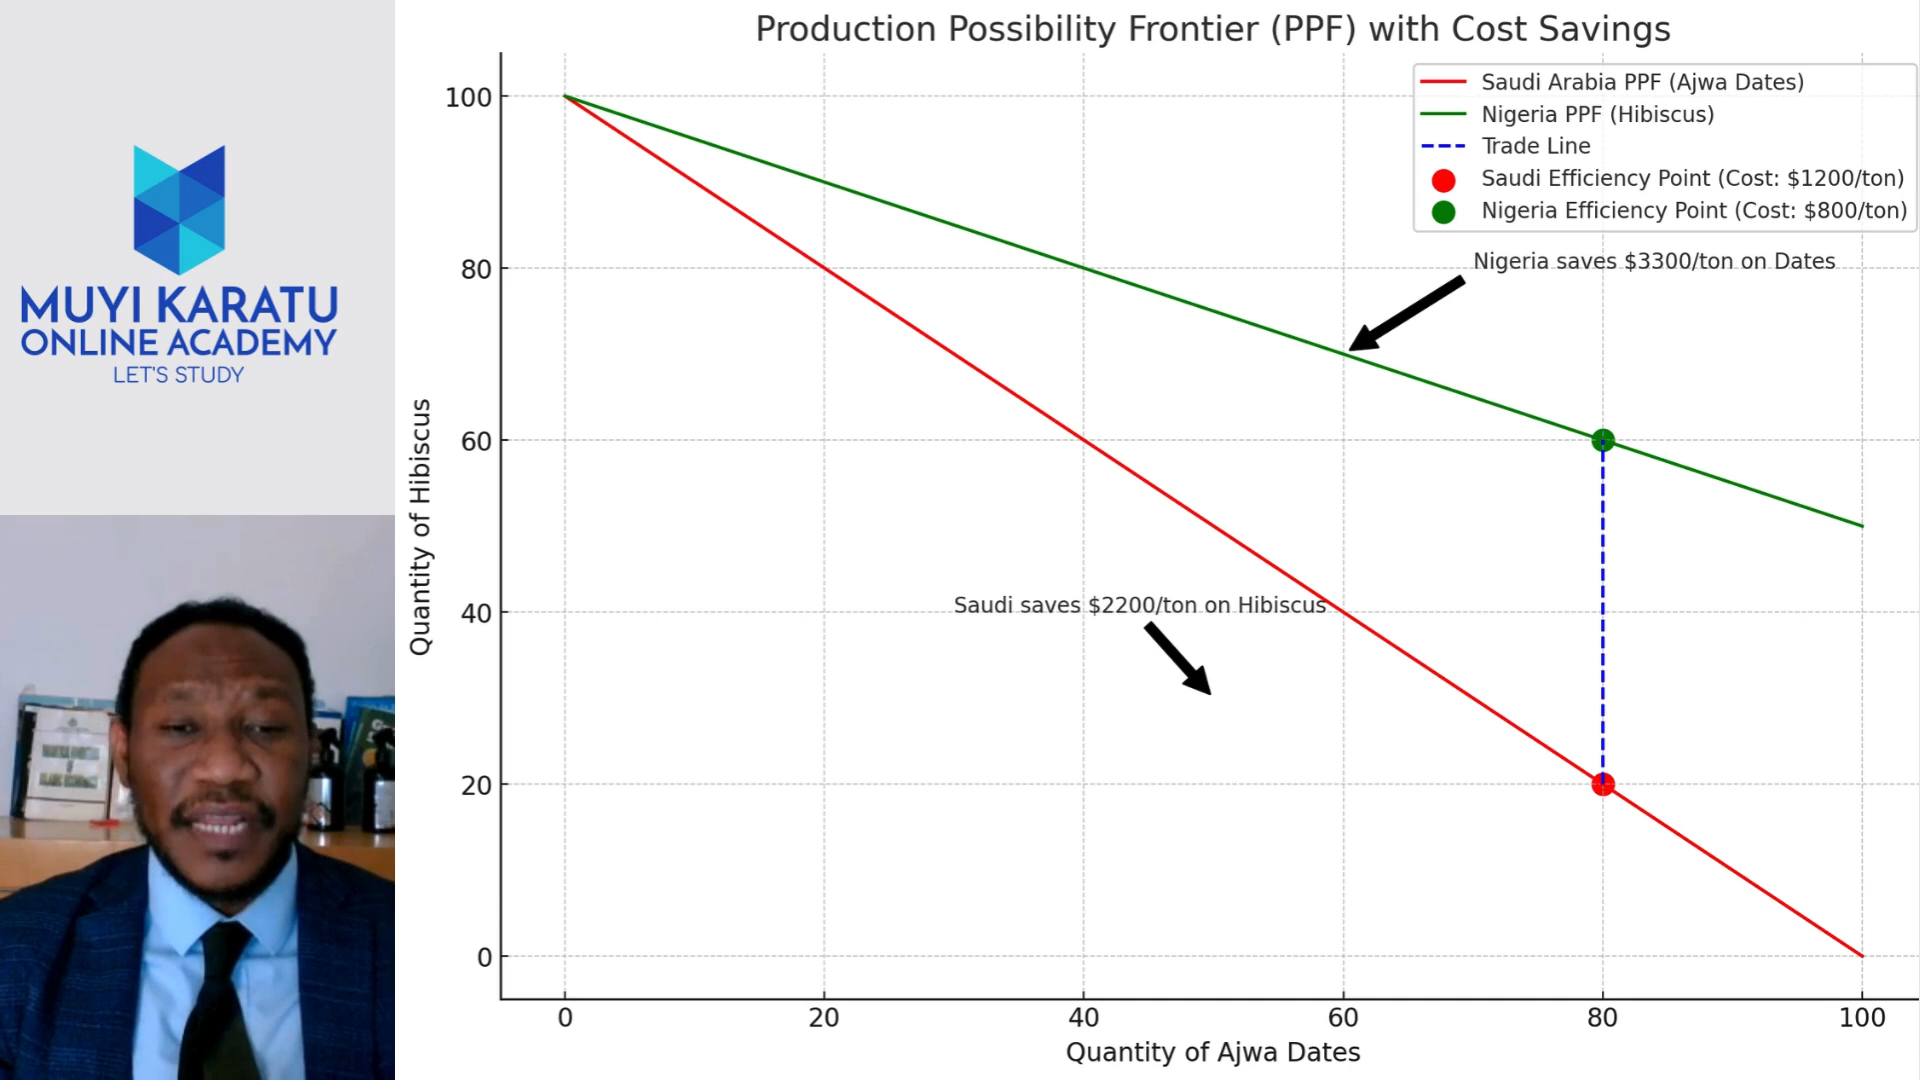 MUYI KARATU
ONLINE ACADEMY
LET'S STUDY
Production Possibility Frontier (PPF) with Cost Savings
Saudi Arabia PPF (Ajwa Dates)
Nigeria PPF (Hibiscus)
Trade Line
Saudi Efficiency Point (Cost: $1200/ton)
Nigeria Efficiency Point (Cost: $800/ton)
Nigeria saves $3300/ton on Dates
Saudi saves $2200/ton on Hibiscus
Quantity of Hibiscus
100
80
60
40
20
0
0 20 40 60 80 100
Quantity of Ajwa Dates